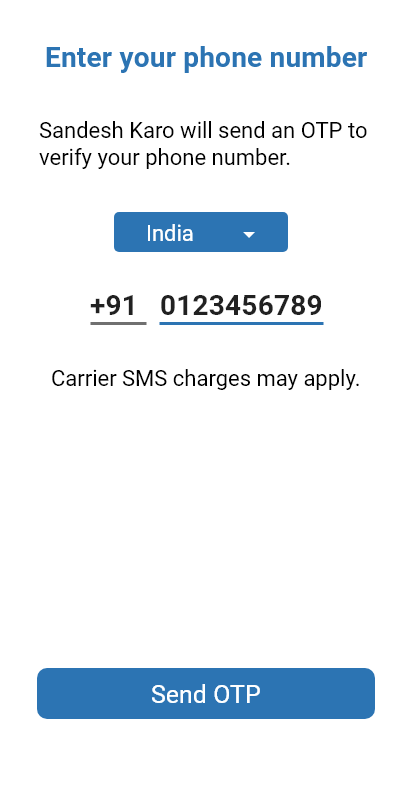 Enter your phone number
Sandesh Karo will send an OTP to
verify your phone number.
India
+91 0123456789
Carrier SMS charges may apply.
Send OTP